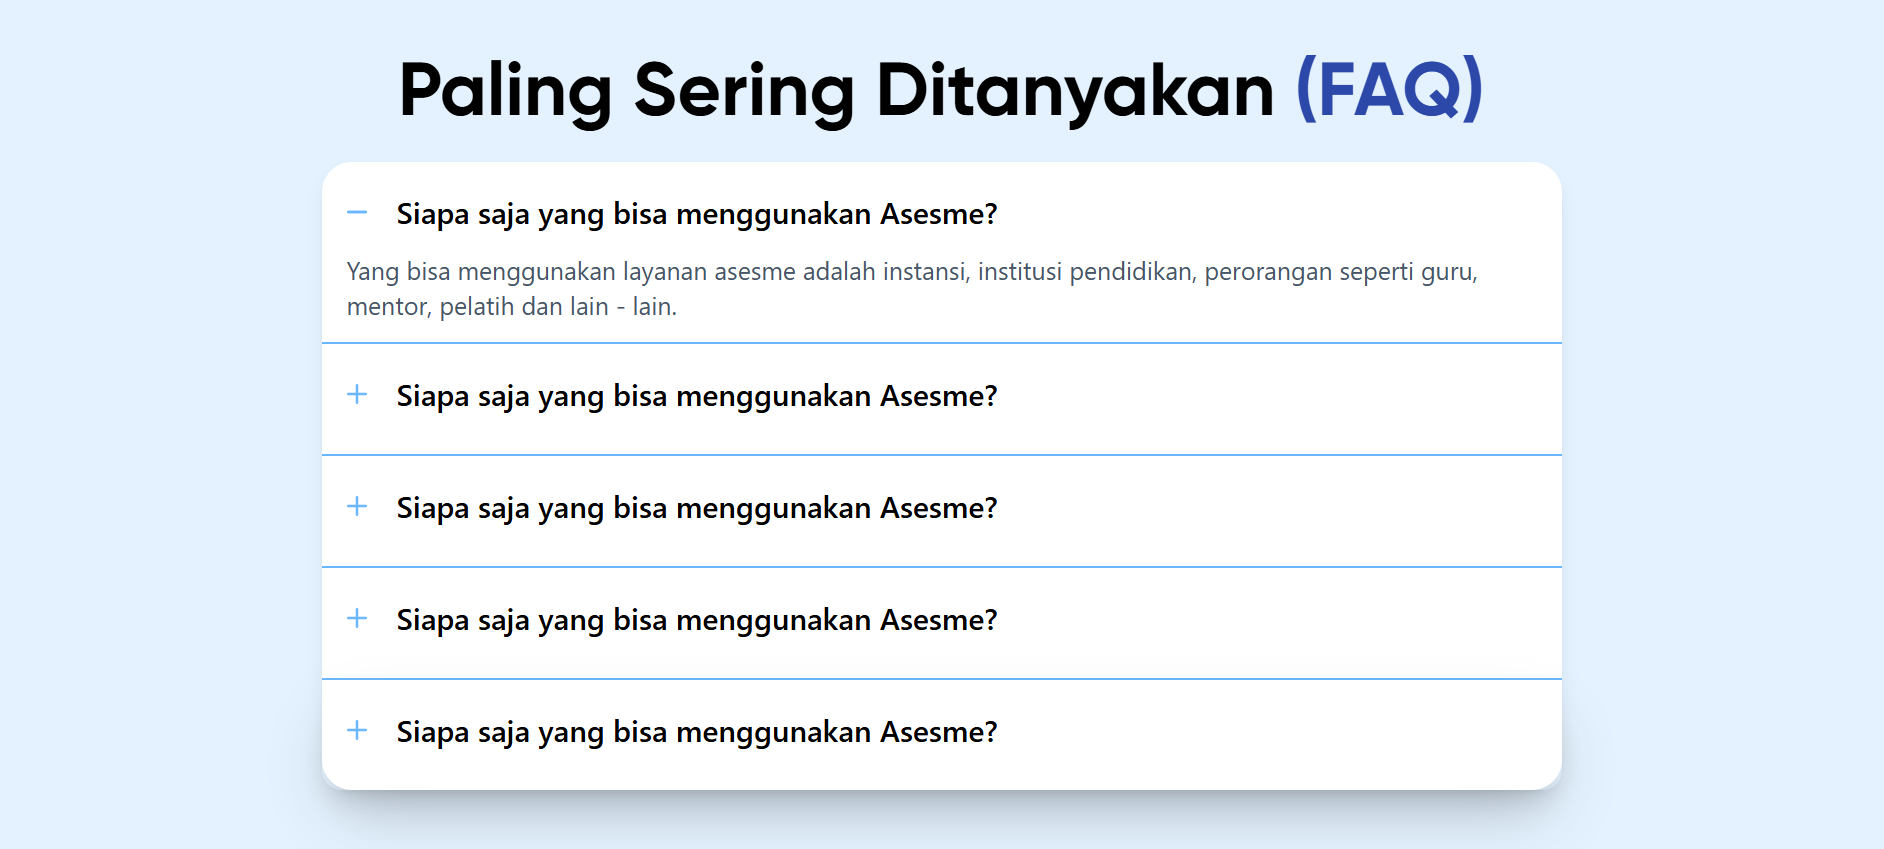 Paling Sering Ditanyakan (FAQ)
Siapa saja yang bisa menggunakan Asesme?
Yang bisa menggunakan layanan asesme adalah instansi, institusi pendidikan, perorangan seperti guru,
mentor, pelatih dan lain - lain.
Siapa saja yang bisa menggunakan Asesme?
Siapa saja yang bisa menggunakan Asesme?
Siapa saja yang bisa menggunakan Asesme?
Siapa saja yang bisa menggunakan Asesme?